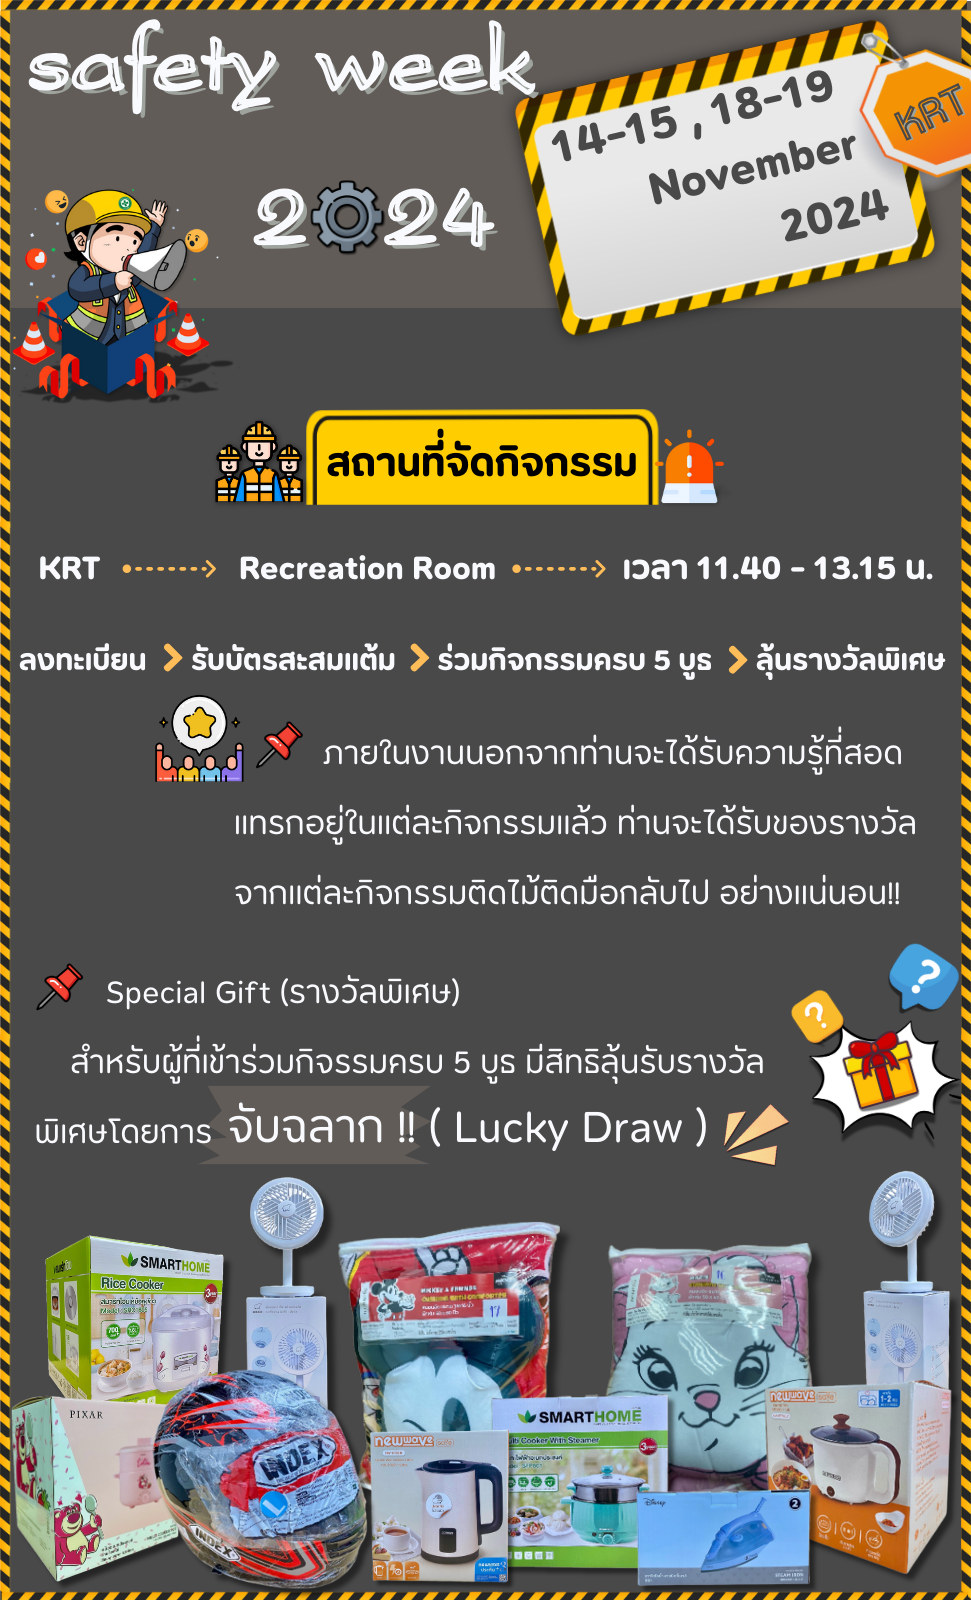 safety week
2024
14-15 , 18-19
November
2024
KRT
สถานที่จัดกิจกรรม
KRT Recreation Room เวลา 11.40 - 13.15 น.
ลงทะเบียน รับบัตรสะสมแต้ม ร่วมกิจกรรมครบ 5 บูธ ลุ้นรางวัลพิเศษ
ภายในงานนอกจากท่านจะได้รับความรู้ที่สอด
แทรกอยู่ในแต่ละกิจกรรมแล้ว ท่านจะได้รับของรางวัล
จากแต่ละกิจกรรมติดไม้ติดมือกลับไป อย่างแน่นอน!!
Special Gift (รางวัลพิเศษ)
สำหรับผู้ที่เข้าร่วมกิจรรมครบ 5 บูธ มีสิทธิลุ้นรับรางวัล
พิเศษโดยการ จับฉลาก !! ( Lucky Draw )
SMARTHOME
Rice Cooker
PIXAR
INDEX
INDEX
MICKEY & FRIENDS
17
newwave
SMARTHOME
Cooker With Steamer
Disney
2
STEAM IRON
newwave
1-2